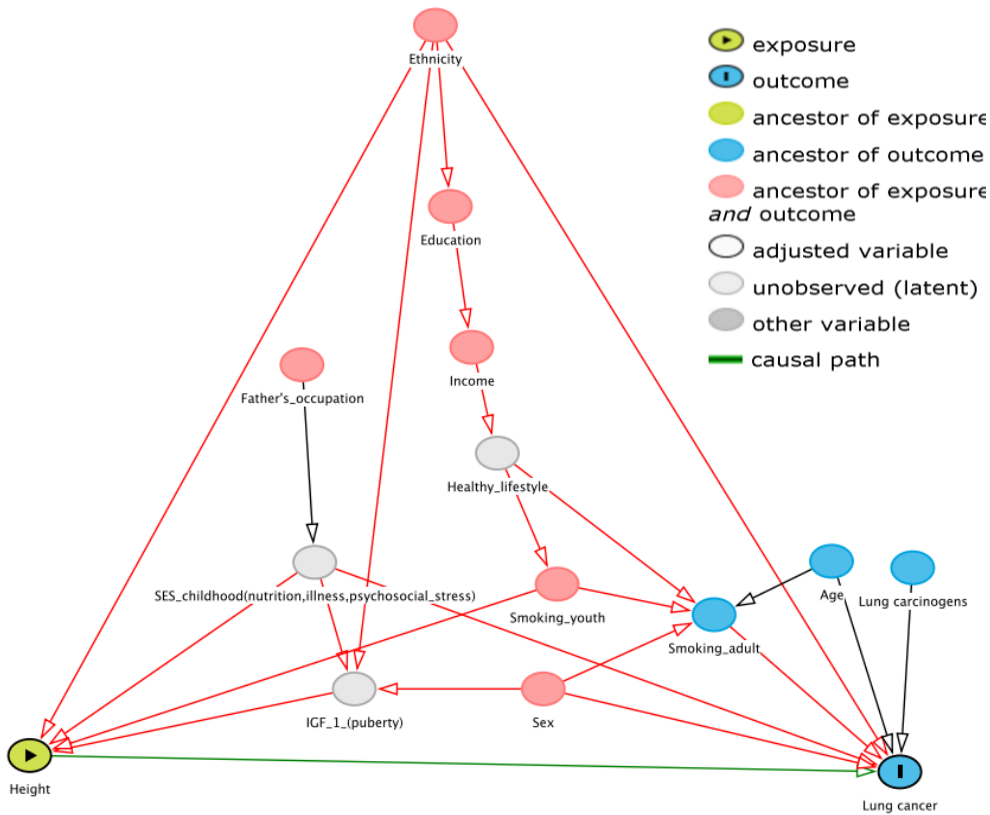 Ethnicity
exposure
outcome
ancestor of exposure
ancestor of outcome
ancestor of exposure
and outcome
adjusted variable
unobserved (latent)
other variable
causal path
Education
Income
Father's_occupation
Healthy_lifestyle
SES_childhood(nutrition,illness,psychosocial_stress)
Smoking_youth
Age
Lung carcinogens
Smoking_adult
IGF_1_(puberty)
Sex
Height
Lung cancer